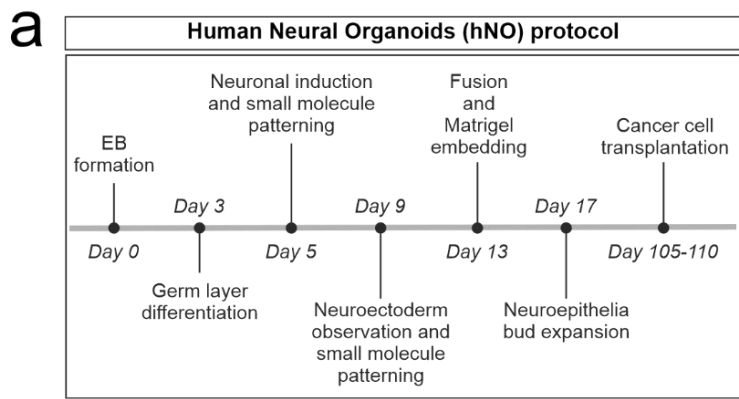 a
Human Neural Organoids (hNO) protocol
EB
formation
Day 0
Day 3
Germ layer
differentiation
Neuronal induction
and small molecule
patterning
Day 5
Day 9
Neuroectoderm
observation and
small molecule
patterning
Fusion
and
Matrigel
embedding
Day 13
Day 17
Neuroepithelia
bud expansion
Cancer cell
transplantation
Day 105-110